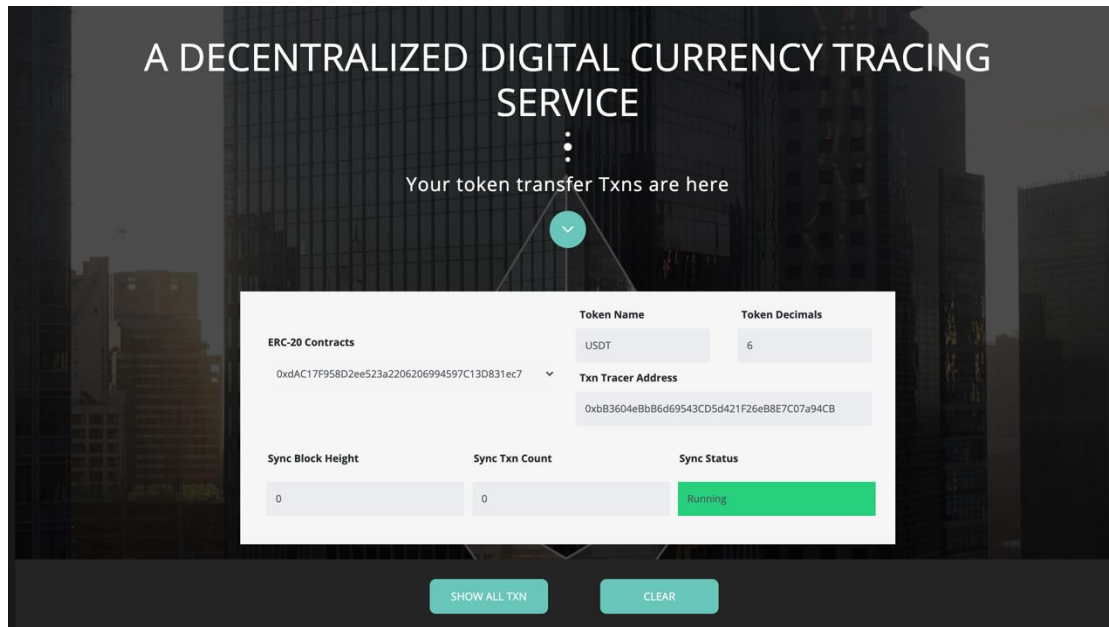 A DECENTRALIZED DIGITAL CURRENCY TRACING
SERVICE
Your token transfer Txns are here
Token Name
Token Decimals
ERC-20 Contracts
USDT
6
0xdAC17F958D2ee523a2206206994597C13D831ec7
Txn Tracer Address
0xbB3604eBbB6d69543CD5d421F26eB8E7C07a94CB
Sync Block Height
Sync Txn Count
Sync Status
0
0
Running
SHOW ALL TXN
CLEAR